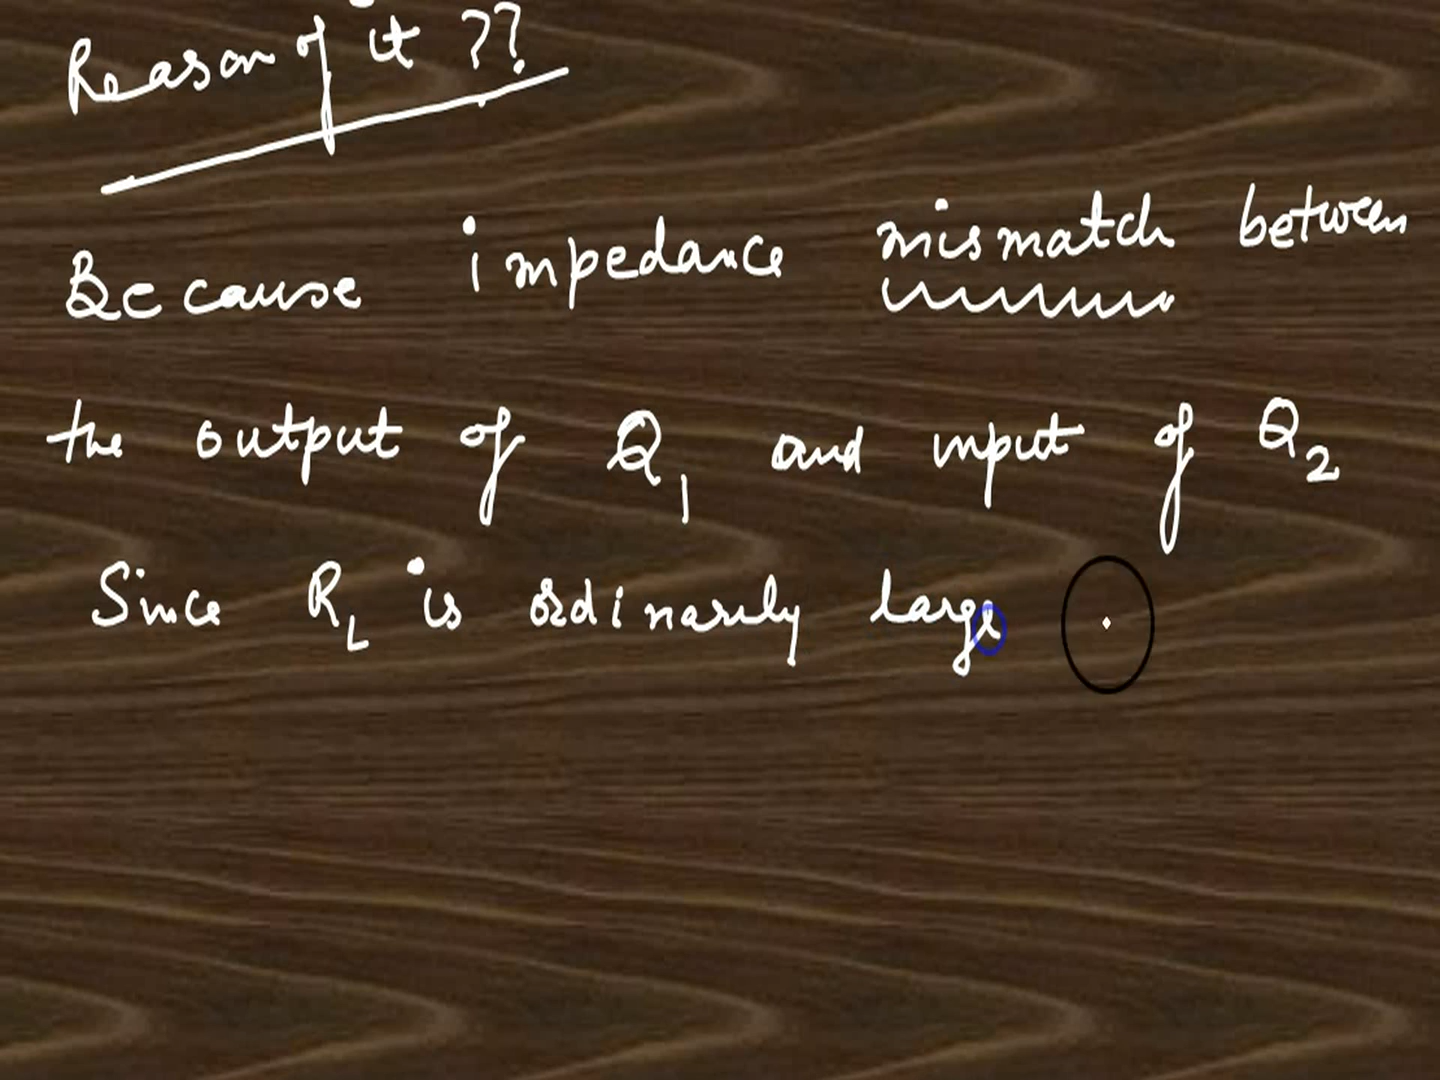 Reason of it ??
Because impedance mismatch between
the output of Q1 and input of Q2
Since RL is ordinarily large